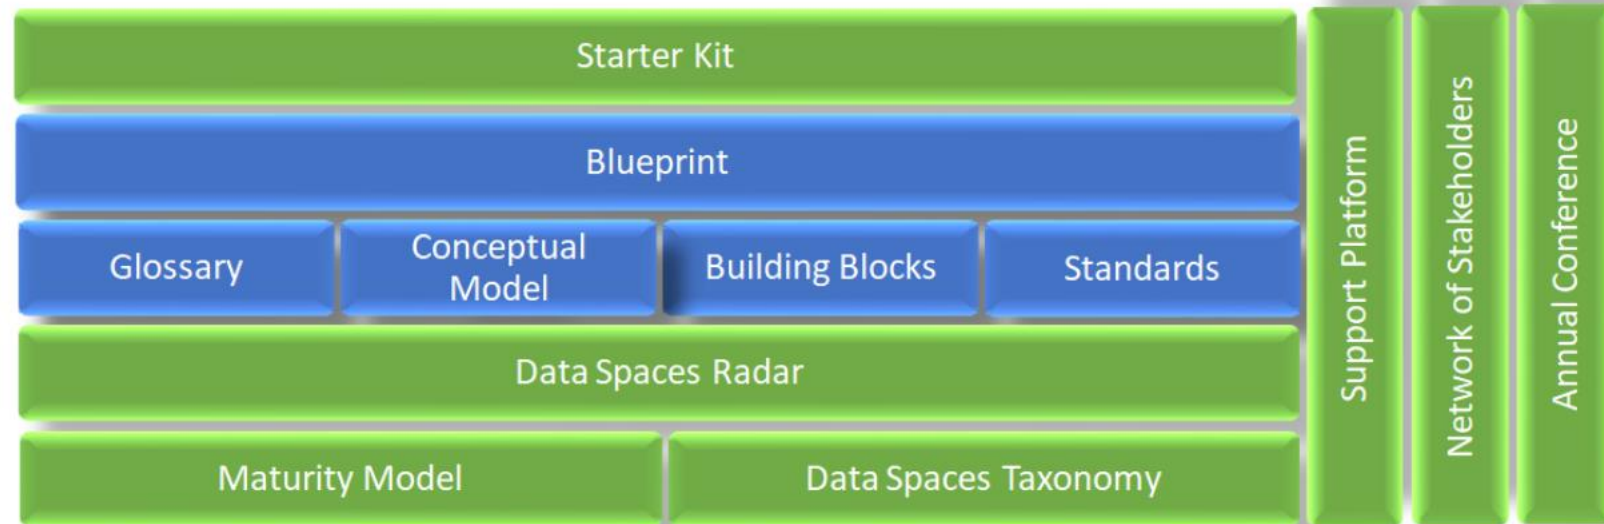 Starter Kit
Blueprint
Glossary
Conceptual
Model
Building Blocks
Standards
Data Spaces Radar
Maturity Model
Data Spaces Taxonomy
Support Platform
Network of Stakeholders
Annual Conference